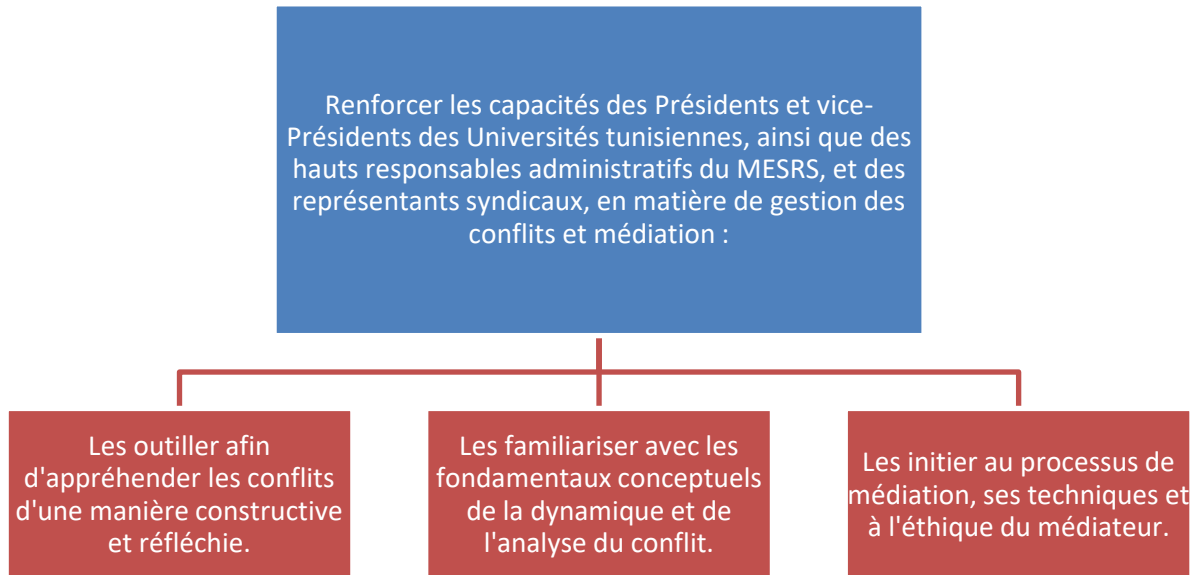 Renforcer les capacités des Présidents et vice-
Présidents des Universités tunisiennes, ainsi que des
hauts responsables administratifs du MESRS, et des
représentants syndicaux, en matière de gestion des
conflits et médiation :
Les outiller afin
d'appréhender les conflits
d'une manière constructive
et réfléchie.
Les familiariser avec les
fondamentaux conceptuels
de la dynamique et de
l'analyse du conflit.
Les initier au processus de
médiation, ses techniques et
à l'éthique du médiateur.